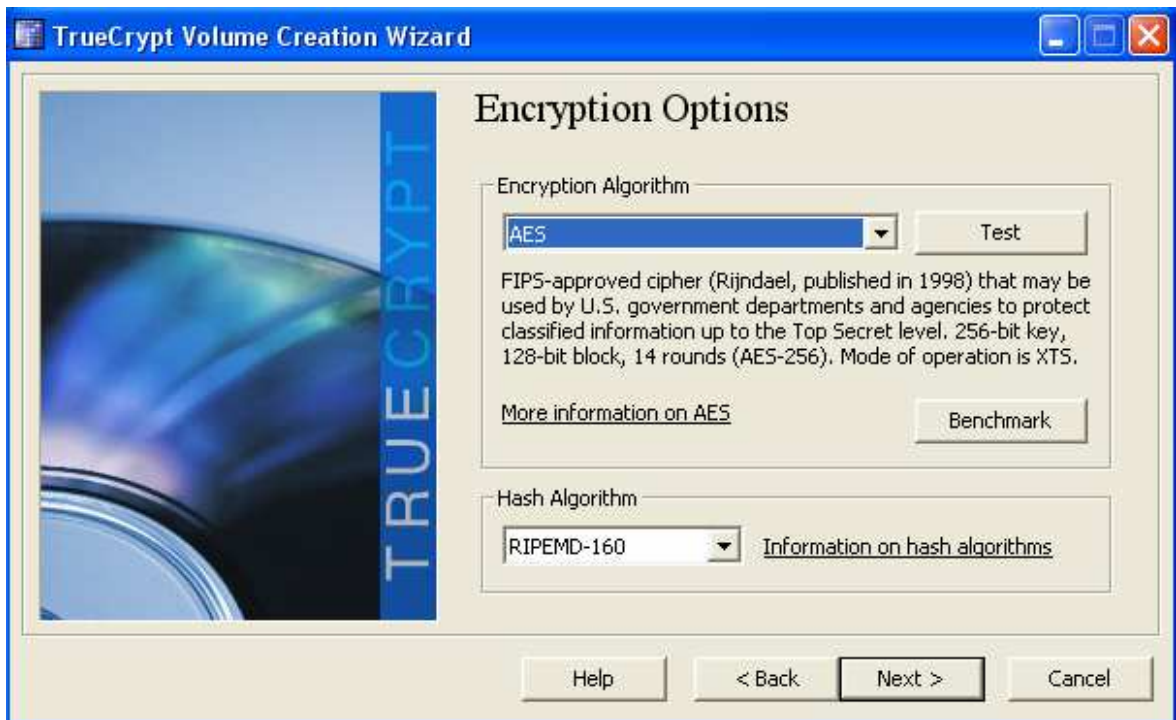 TrueCrypt Volume Creation Wizard
TRUECRYPT
Encryption Options
Encryption Algorithm
AES
Test
FIPS-approved cipher (Rijndael, published in 1998) that may be
used by U.S. government departments and agencies to protect
classified information up to the Top Secret level. 256-bit key,
128-bit block, 14 rounds (AES-256). Mode of operation is XTS.
More information on AES
Benchmark
Hash Algorithm
RIPEMD-160
Information on hash algorithms
Help
< Back
Next >
Cancel